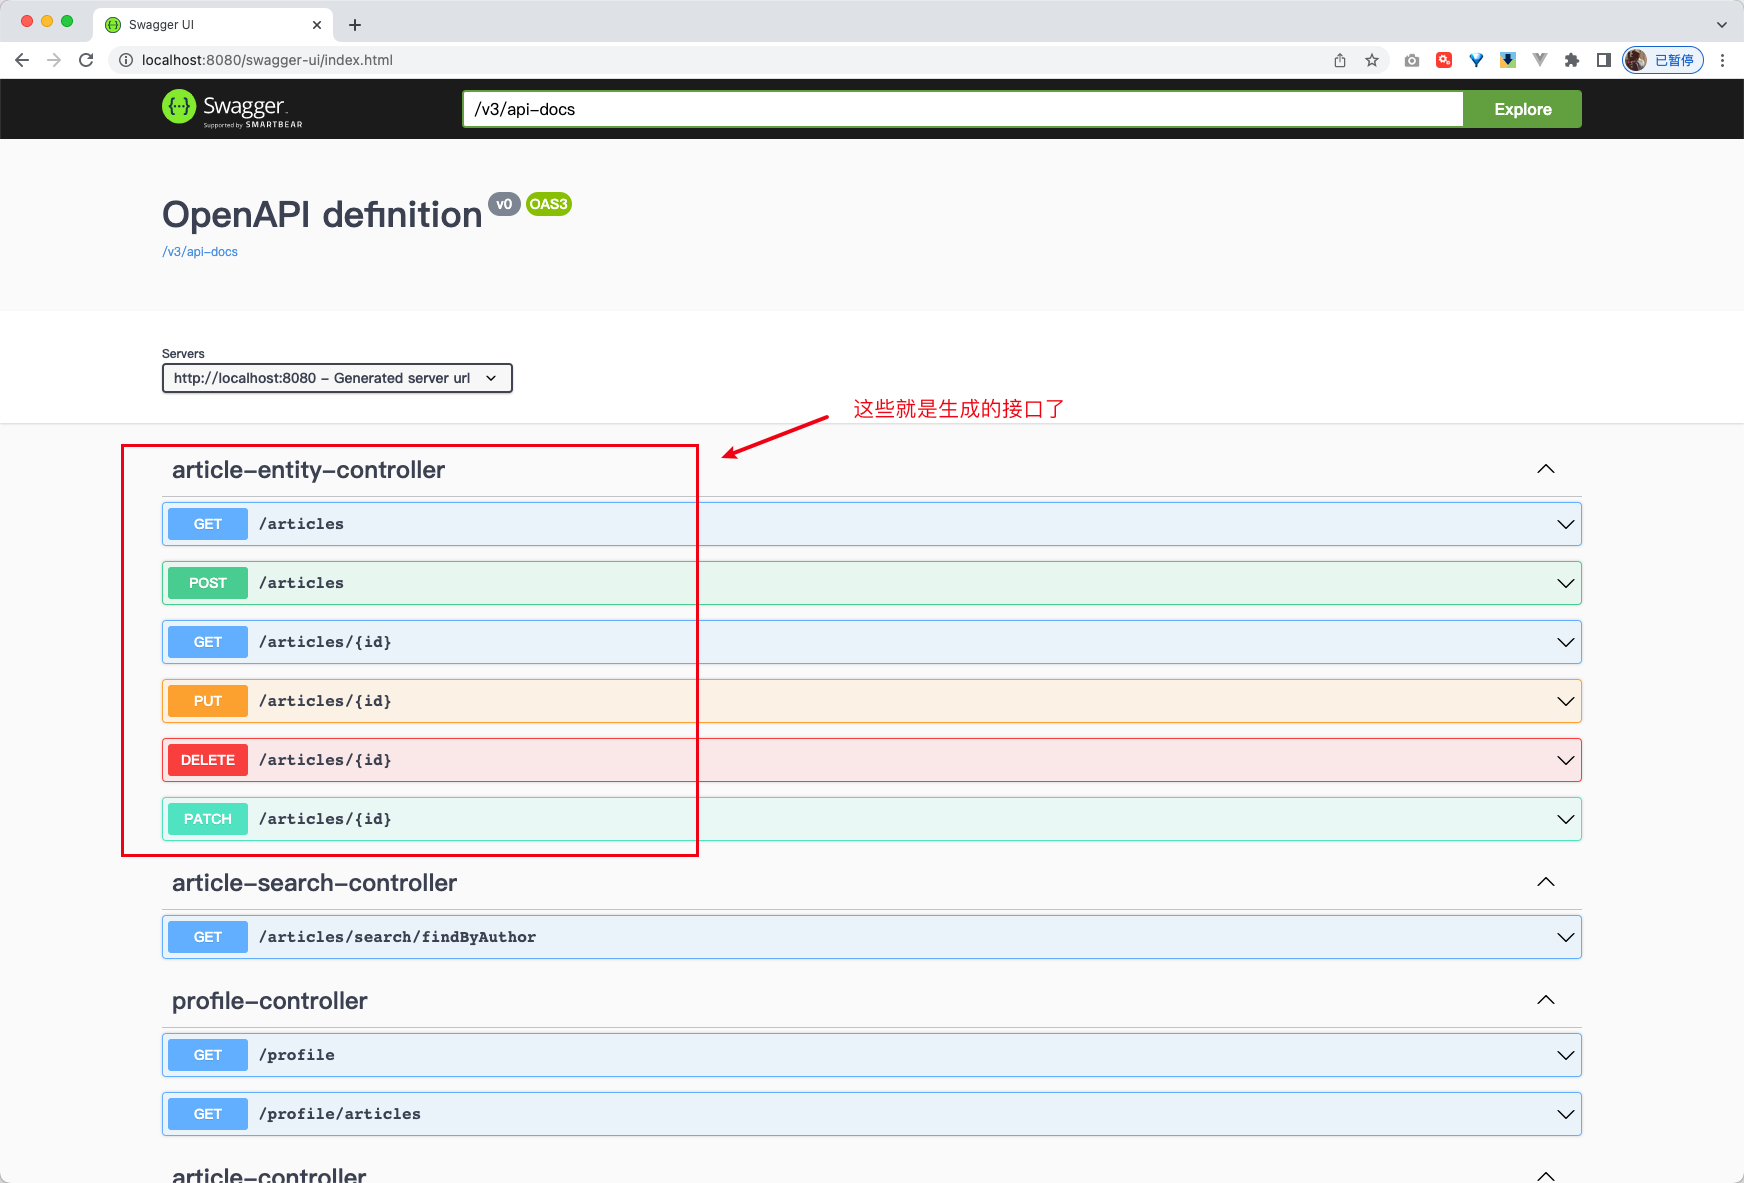 Swagger UI
localhost:8080/swagger-ui/index.html
已暂停
Swagger
Supported by SMARTBEAR
/v3/api-docs
Explore
OpenAPI definition v0 OAS3
/v3/api-docs
Servers
http://localhost:8080 - Generated server url
这些就是生成的接口了
article-entity-controller
GET /articles
POST /articles
GET /articles/{id}
PUT /articles/{id}
DELETE /articles/{id}
PATCH /articles/{id}
article-search-controller
GET /articles/search/findByAuthor
profile-controller
GET /profile
GET /profile/articles
article-controller